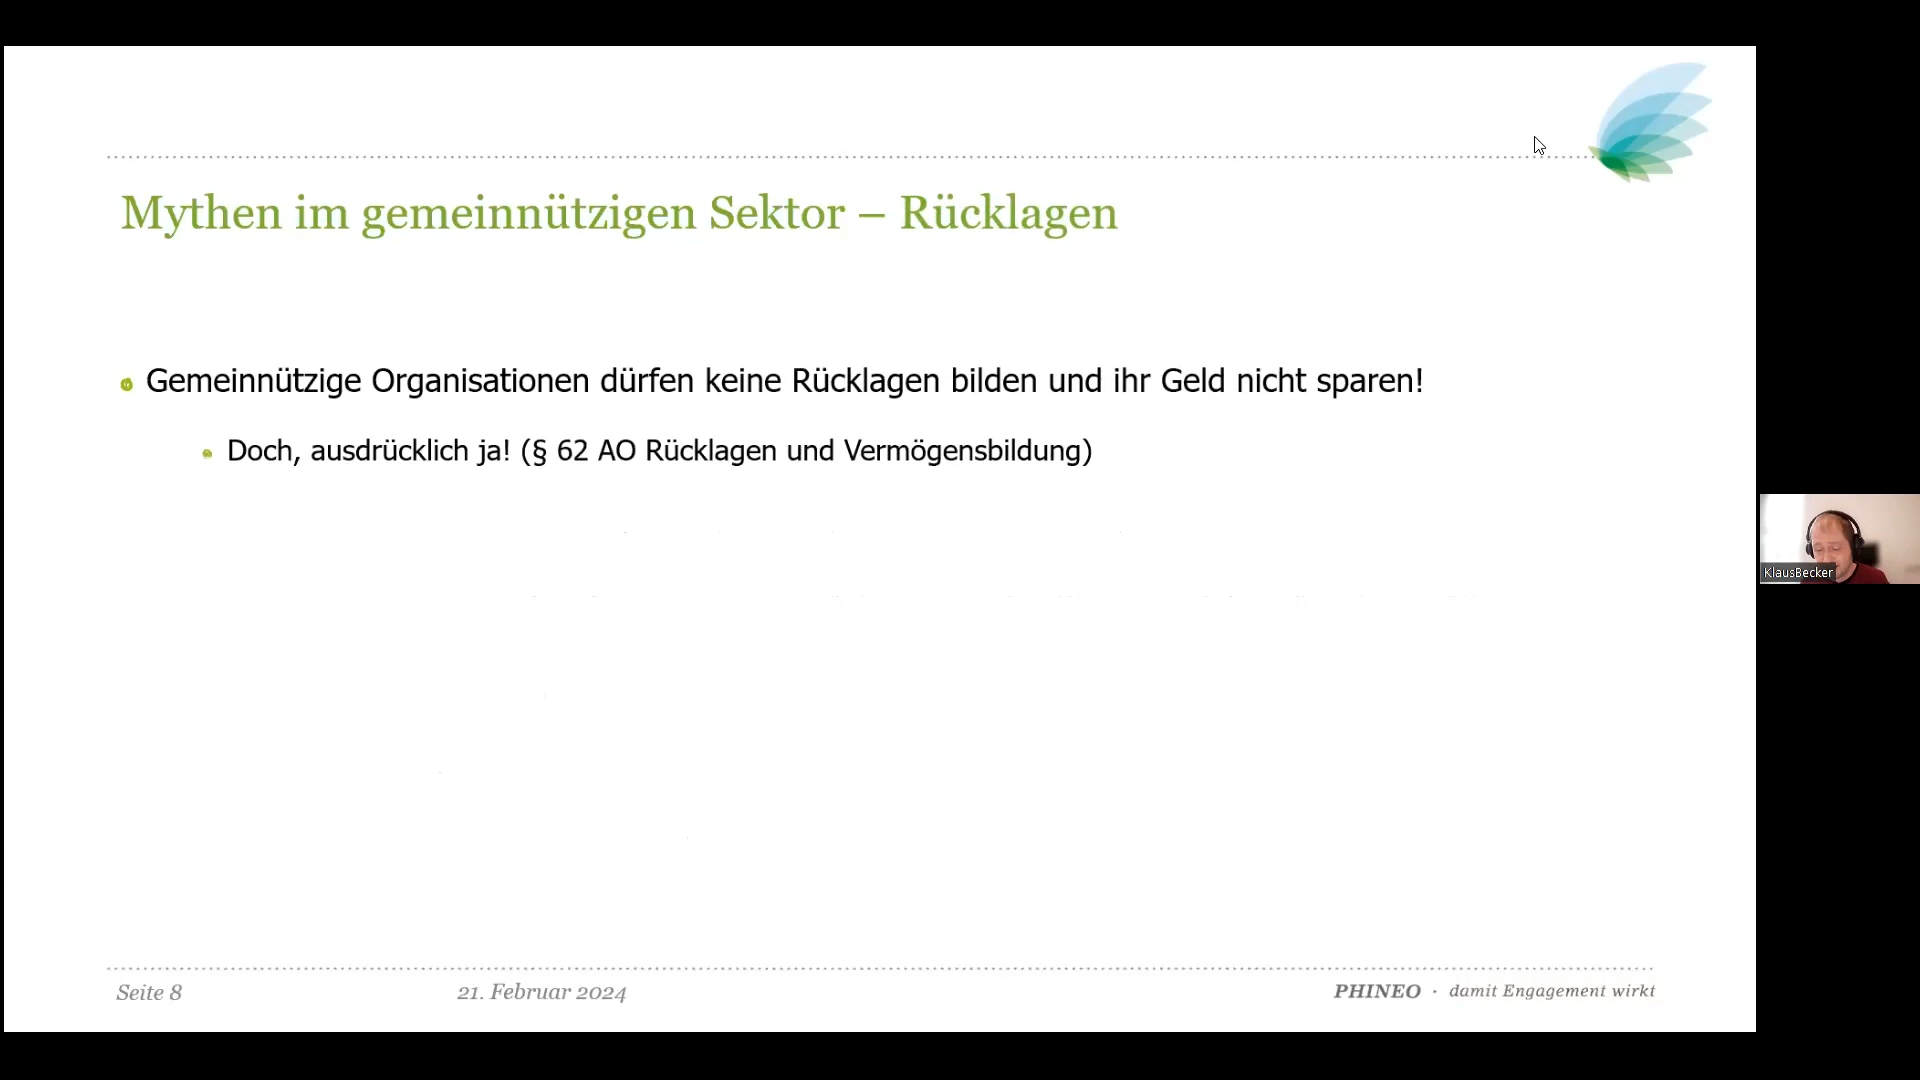 Mythen im gemeinnützigen Sektor – Rücklagen
Gemeinnützige Organisationen dürfen keine Rücklagen bilden und ihr Geld nicht sparen!
Doch, ausdrücklich ja! (§ 62 AO Rücklagen und Vermögensbildung)
KlausBecker
Seite 8
21. Februar 2024
PHINEO · damit Engagement wirkt